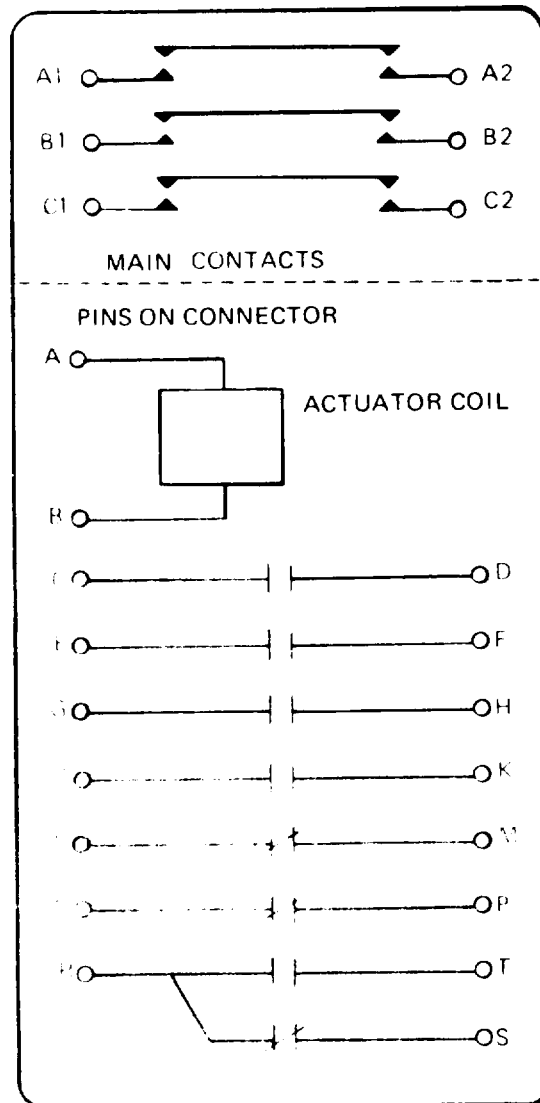 A1 A2
B1 B2
C1 C2
MAIN CONTACTS
PINS ON CONNECTOR
A
ACTUATOR COIL
B
D
F
G H
K
M
P
R T
S